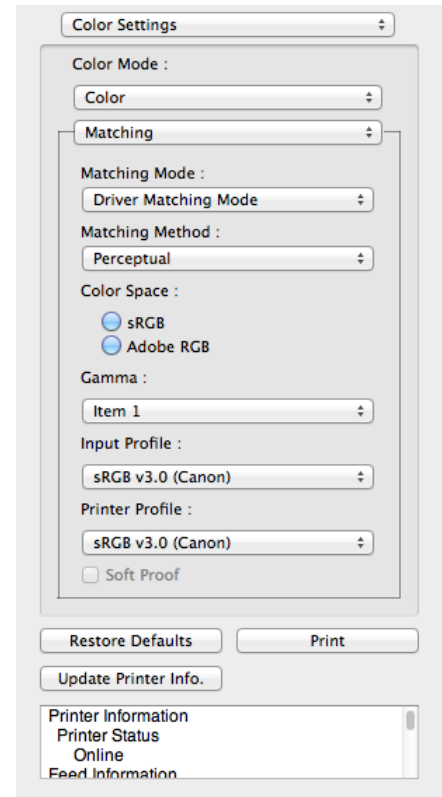 Color Settings
Color Mode :
Color
Matching
Matching Mode :
Driver Matching Mode
Matching Method :
Perceptual
Color Space :
sRGB
Adobe RGB
Gamma :
Item 1
Input Profile :
sRGB v3.0 (Canon)
Printer Profile :
sRGB v3.0 (Canon)
Soft Proof
Restore Defaults Print
Update Printer Info.
Printer Information
Printer Status
Online
Feed Information